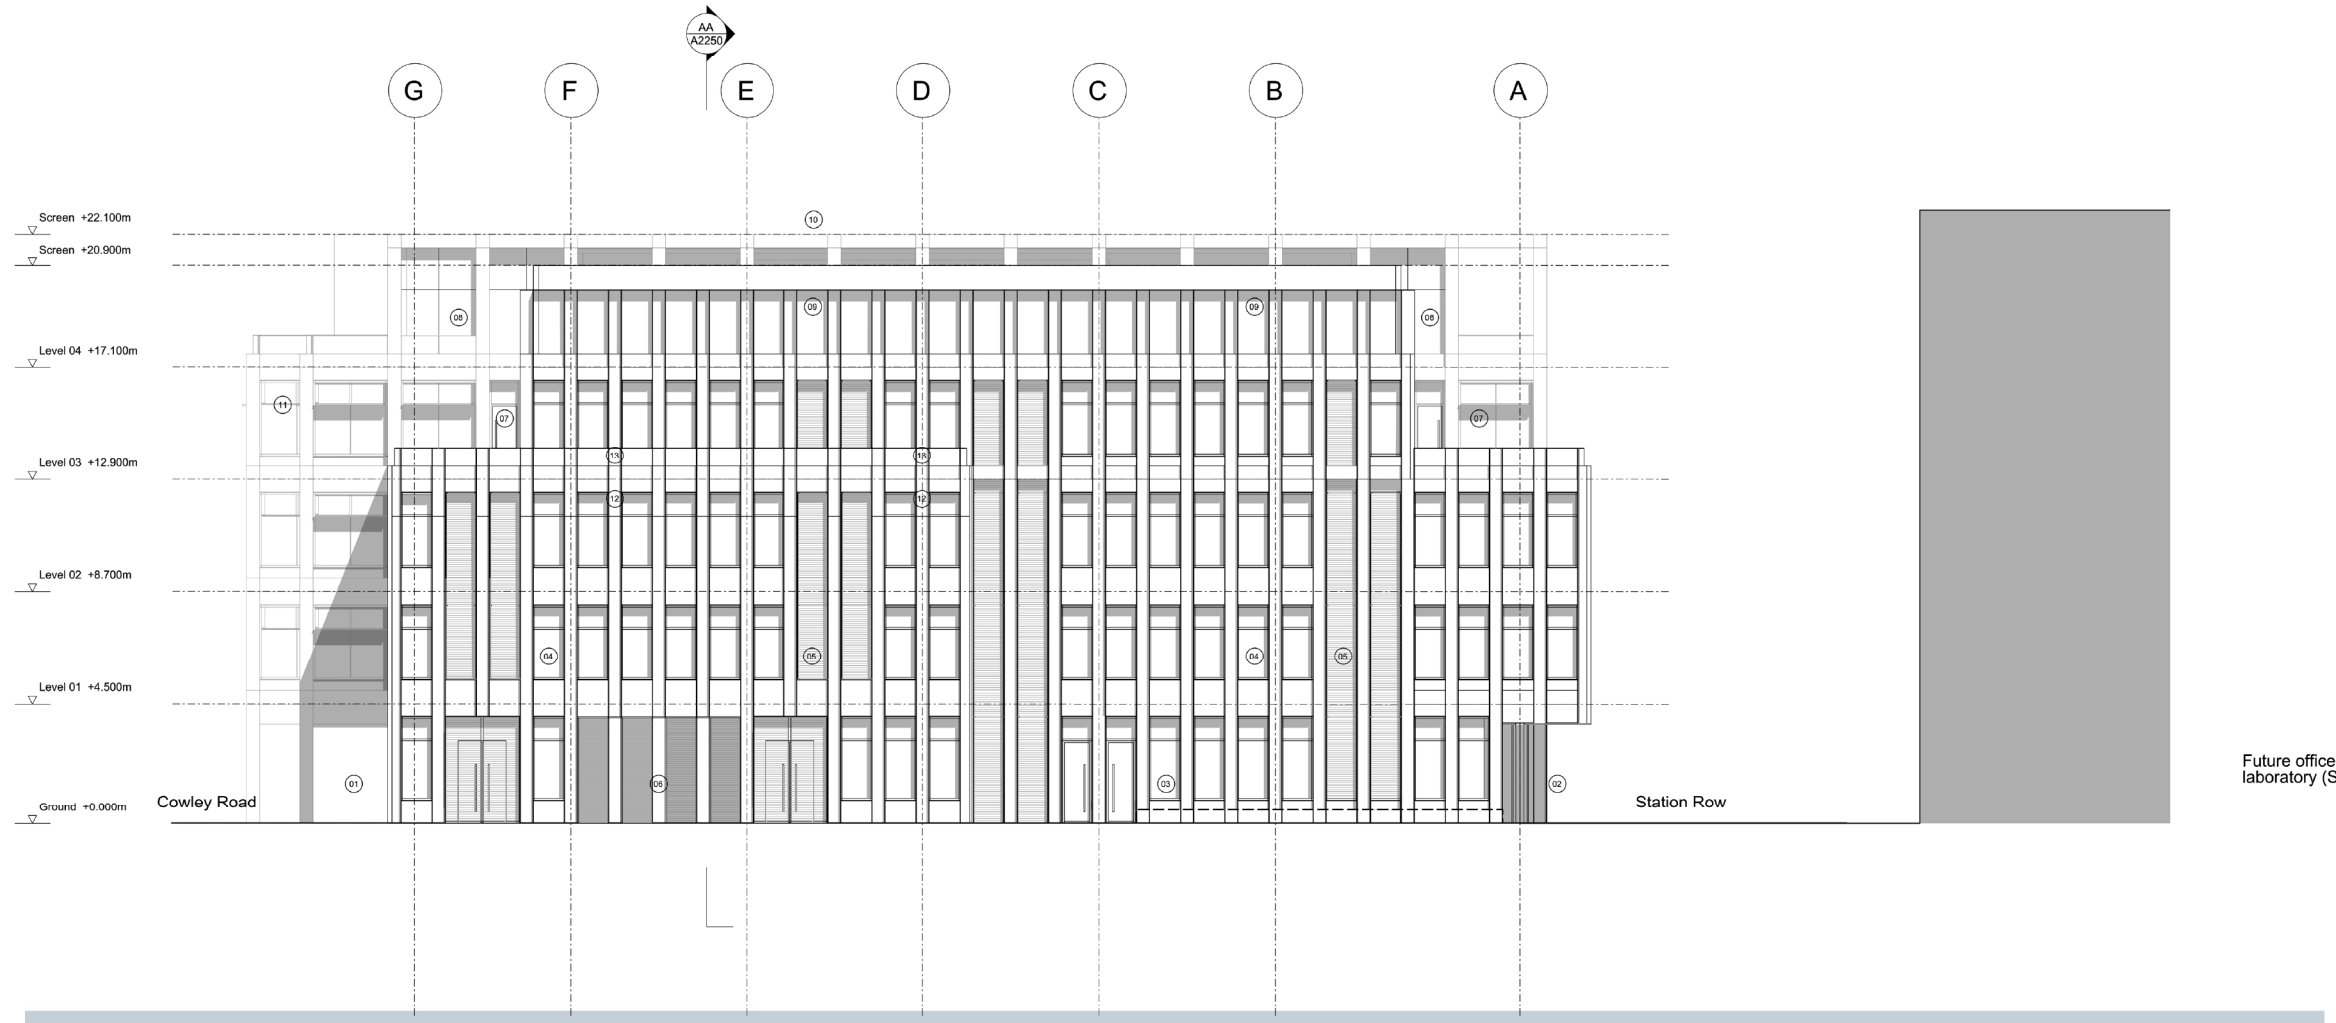 AA
A2250
G F E D C B A
10
Screen +22.100m
Screen +20.900m
09 09
08 08
Level 04 +17.100m
11
07 07
13 13
Level 03 +12.900m
12 12
Level 02 +8.700m
04 05 04 05
Level 01 +4.500m
01 06 03 02
Future office
laboratory (S
Cowley Road Station Row
Ground +0.000m